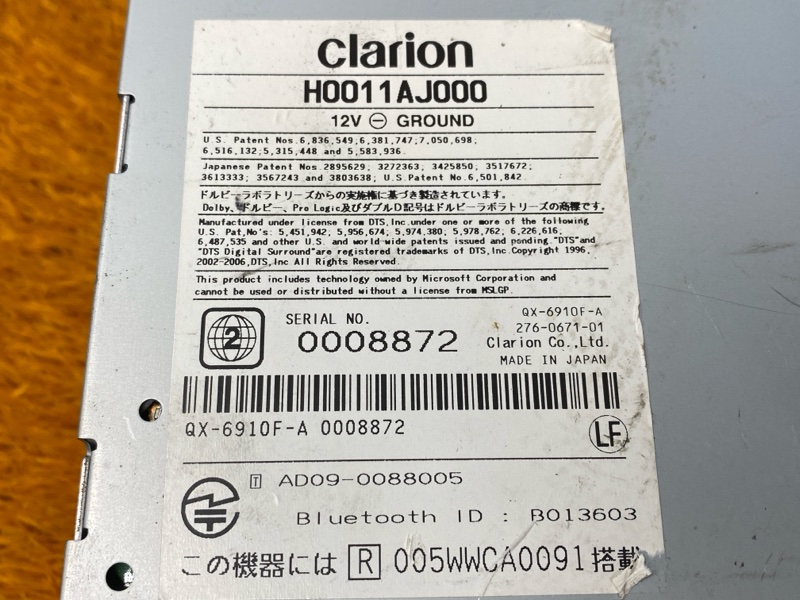 clarion
H0011AJ000
12V ⊖ GROUND
U.S. Patent Nos.6,836,549;6,381,747;7,050,698;
6,516,132;5,315,448 and 5,583,936.
Japanese Patent Nos.2895629; 3272363; 3425850; 3517672;
3613333; 3567243 and 3803638; U.S Patent No.6,501,842.
ドルビーラボラトリーズからの実施権に基づき製造されています。
Dolby、ドルビー、Pro Logic及びダブルD記号はドルビーラボラトリーズの商標です。
Manufactured under license from DTS,Inc.under one or more of the following
U.S. Pat,No's: 5,451,942; 5,956,674; 5,974,380; 5,978,762; 6,226,616,
6,487,535 and other U.S. and world-wide patents issued and pending."DTS"and
"DTS Digital Surround"are registered trademarks of DTS,Inc.Copyright 1996,
2002-2006,DTS,Inc All Rights Reserved.
This product includes technology owned by Microsoft Corporation and
cannot be used or distributed without a license from MSLGP.
2
SERIAL NO.
0008872
QX-6910F-A
276-0671-01
Clarion Co.,Ltd.
MADE IN JAPAN
QX-6910F-A 0008872
LF
T AD09-0088005
Bluetooth ID : B013603
この機器には R 005WWCA0091 搭載